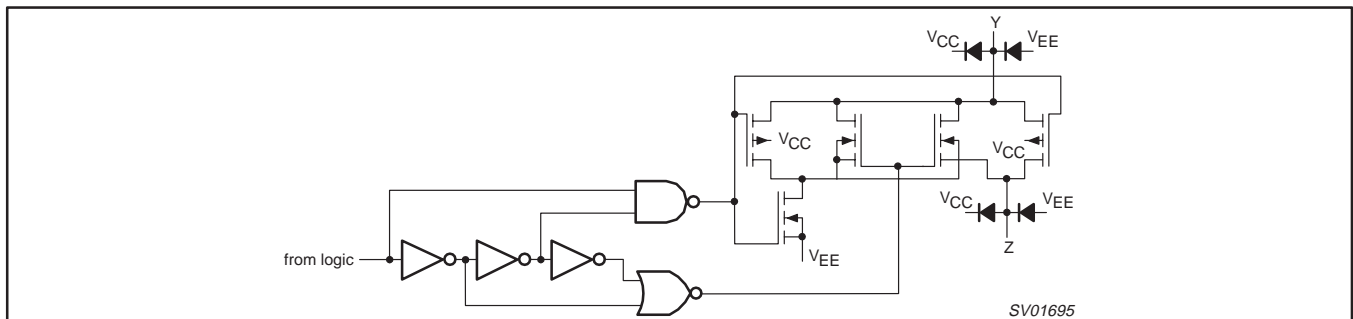 Y
VCC
VEE
VCC
VCC
VCC
VEE
VEE
Z
from logic
SV01695